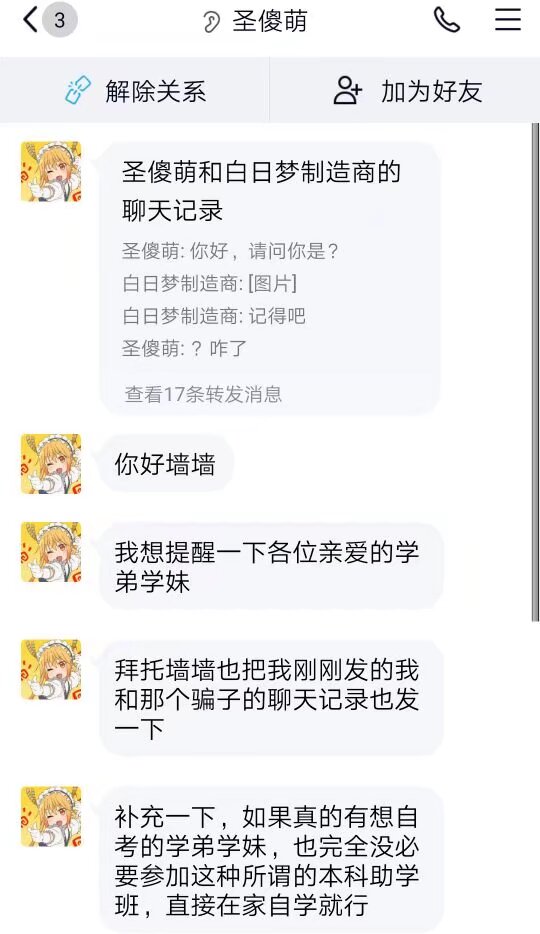 3
圣傻萌
解除关系
加为好友
圣傻萌和白日梦制造商的
聊天记录
圣傻萌: 你好，请问你是？
白日梦制造商: [图片]
白日梦制造商: 记得吧
圣傻萌: ？咋了
查看17条转发消息
你好墙墙
我想提醒一下各位亲爱的学
弟学妹
拜托墙墙也把我刚刚发的我
和那个骗子的聊天记录也发
一下
补充一下，如果真的有想自
考的学弟学妹，也完全没必
要参加这种所谓的本科助学
班，直接在家自学就行